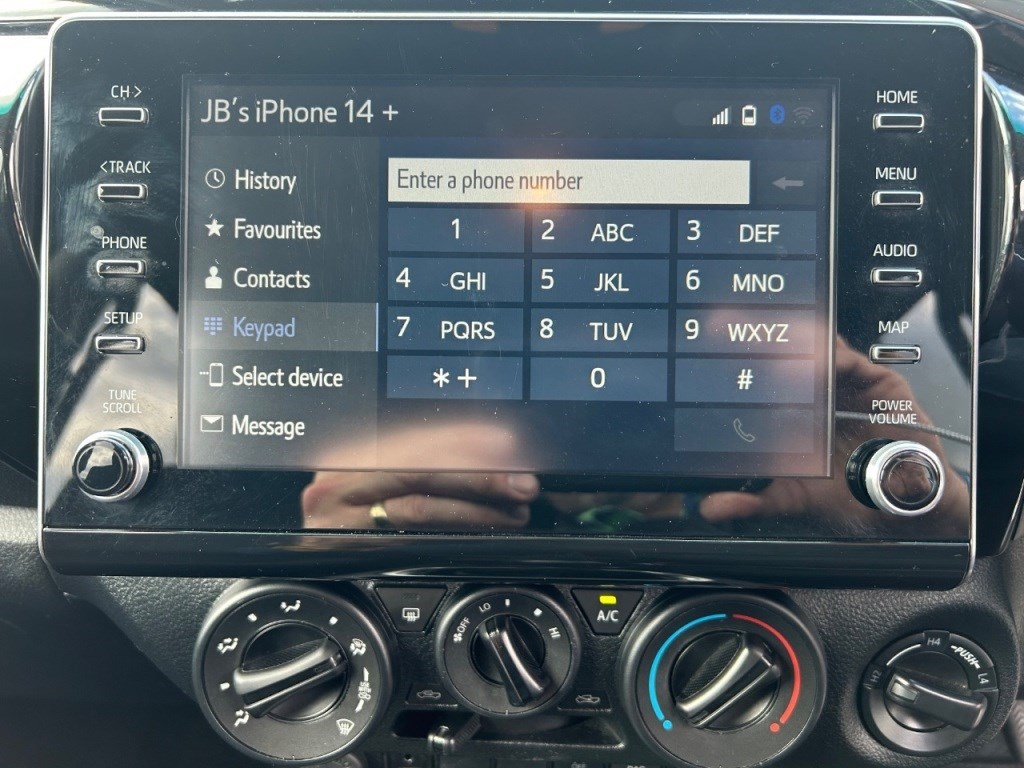 JB's iPhone 14 +
CH >
<TRACK
PHONE
SETUP
TUNE
SCROLL
History
Favourites
Contacts
Keypad
Select device
Message
Enter a phone number
1
2 ABC
3 DEF
4 GHI
5 JKL
6 MNO
7 PQRS
8 TUV
9 WXYZ
*+
0
#
HOME
MENU
AUDIO
MAP
POWER
VOLUME
OFF
LO
HI
A/C
H2
H4
PUSH
L4